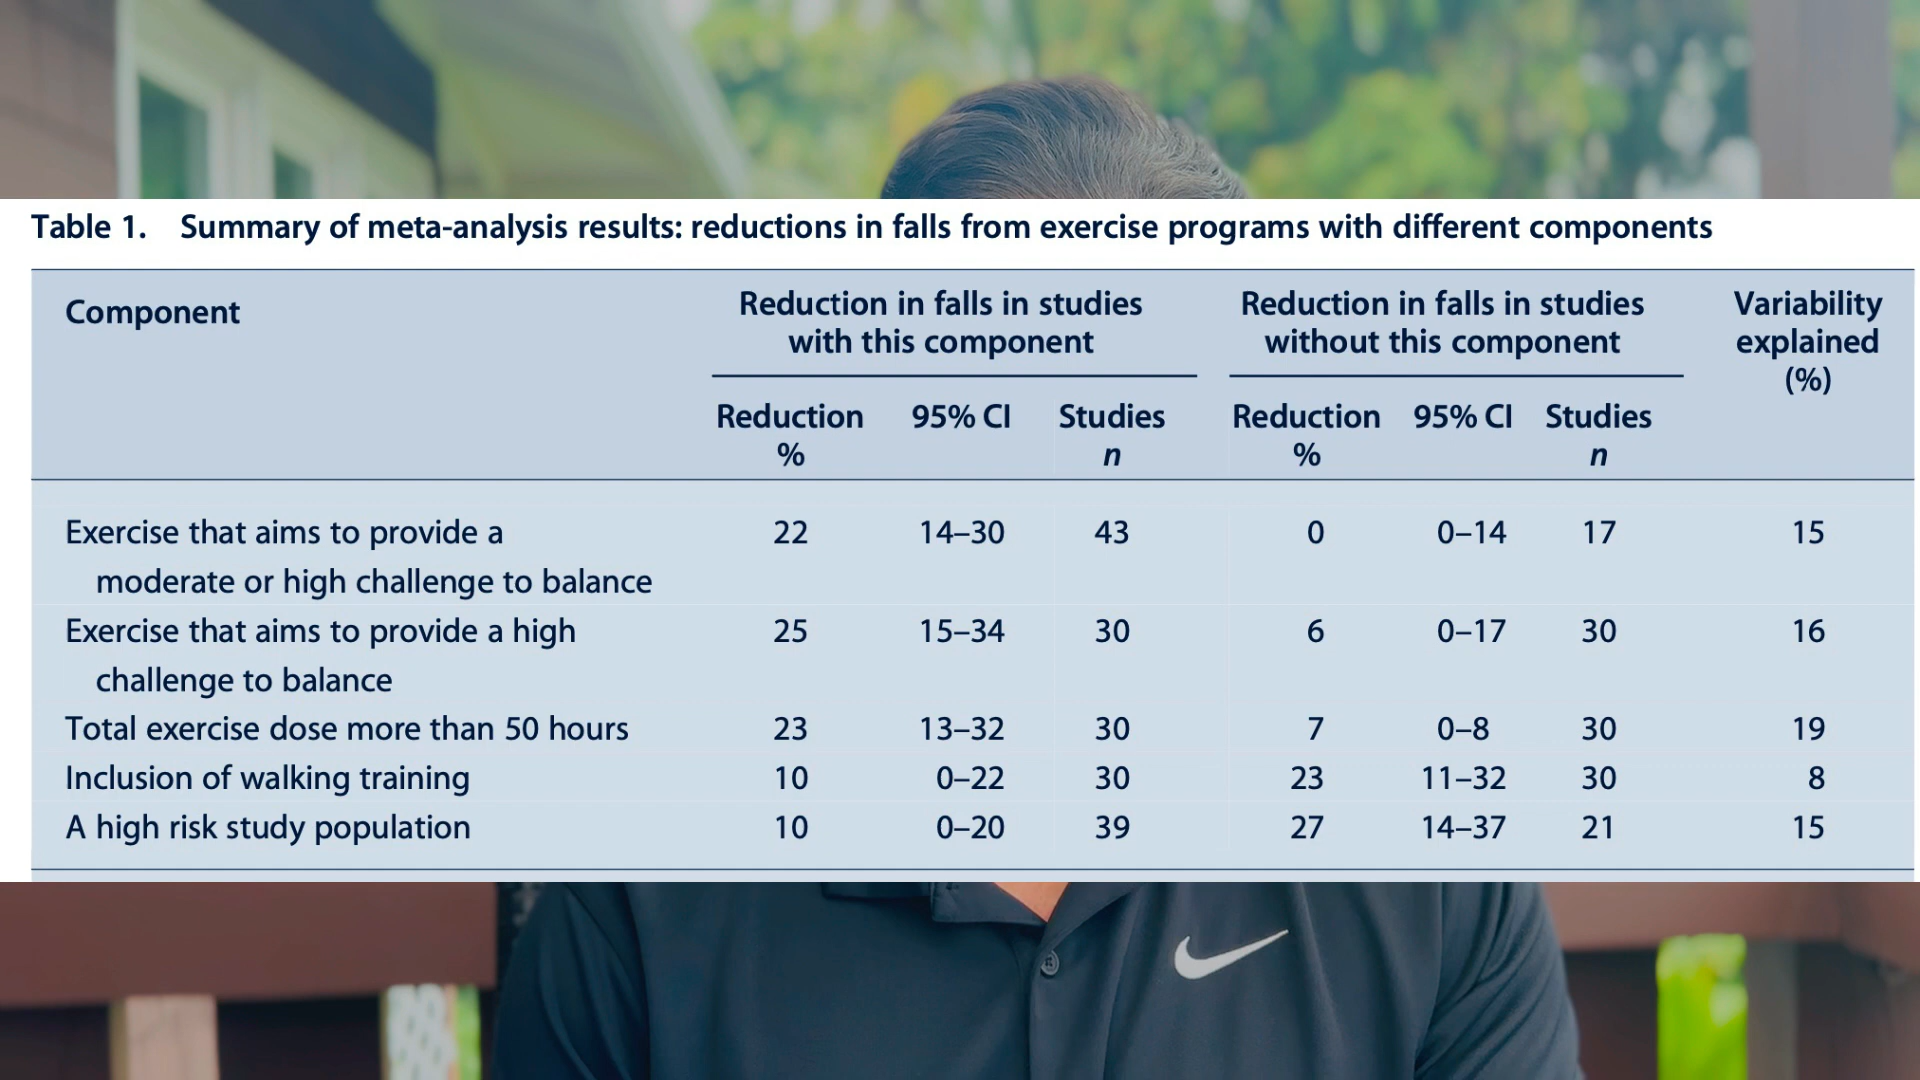 Table 1. Summary of meta-analysis results: reductions in falls from exercise programs with different components
Component
Reduction in falls in studies
with this component
Reduction in falls in studies
without this component
Variability
explained
(%)
Reduction
%
95% CI
Studies
n
Reduction
%
95% CI
Studies
n
Exercise that aims to provide a
moderate or high challenge to balance
22 14–30 43 0 0–14 17 15
Exercise that aims to provide a high
challenge to balance
25 15–34 30 6 0–17 30 16
Total exercise dose more than 50 hours 23 13–32 30 7 0–8 30 19
Inclusion of walking training 10 0–22 30 23 11–32 30 8
A high risk study population 10 0–20 39 27 14–37 21 15